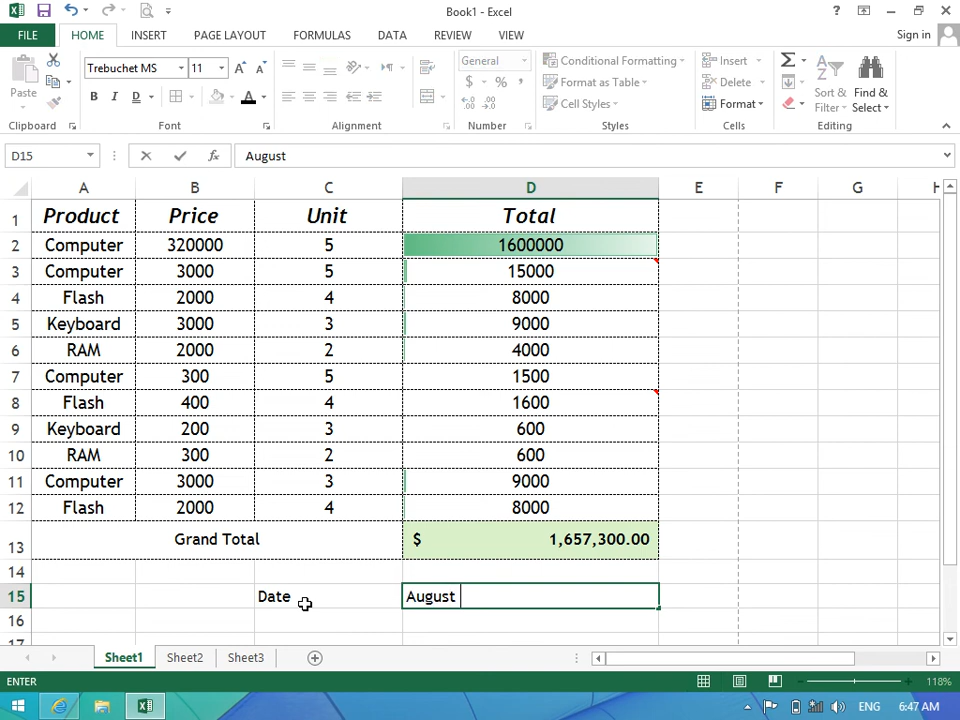 Book1 - Excel
?
FILE HOME INSERT PAGE LAYOUT FORMULAS DATA REVIEW VIEW Sign in
Paste
Trebuchet MS 11
B I D
A
General
$ % ,
Conditional Formatting
Format as Table
Cell Styles
Insert
Delete
Format
Sort & Filter
Find & Select
Clipboard Font Alignment Number Styles Cells Editing
D15 fx August
A B C D E F G H
1 Product Price Unit Total
2 Computer 320000 5 1600000
3 Computer 3000 5 15000
4 Flash 2000 4 8000
5 Keyboard 3000 3 9000
6 RAM 2000 2 4000
7 Computer 300 5 1500
8 Flash 400 4 1600
9 Keyboard 200 3 600
10 RAM 300 2 600
11 Computer 3000 3 9000
12 Flash 2000 4 8000
13 Grand Total $ 1,657,300.00
14
15 Date August
16
17
Sheet1 Sheet2 Sheet3
ENTER 118%
ENG 6:47 AM